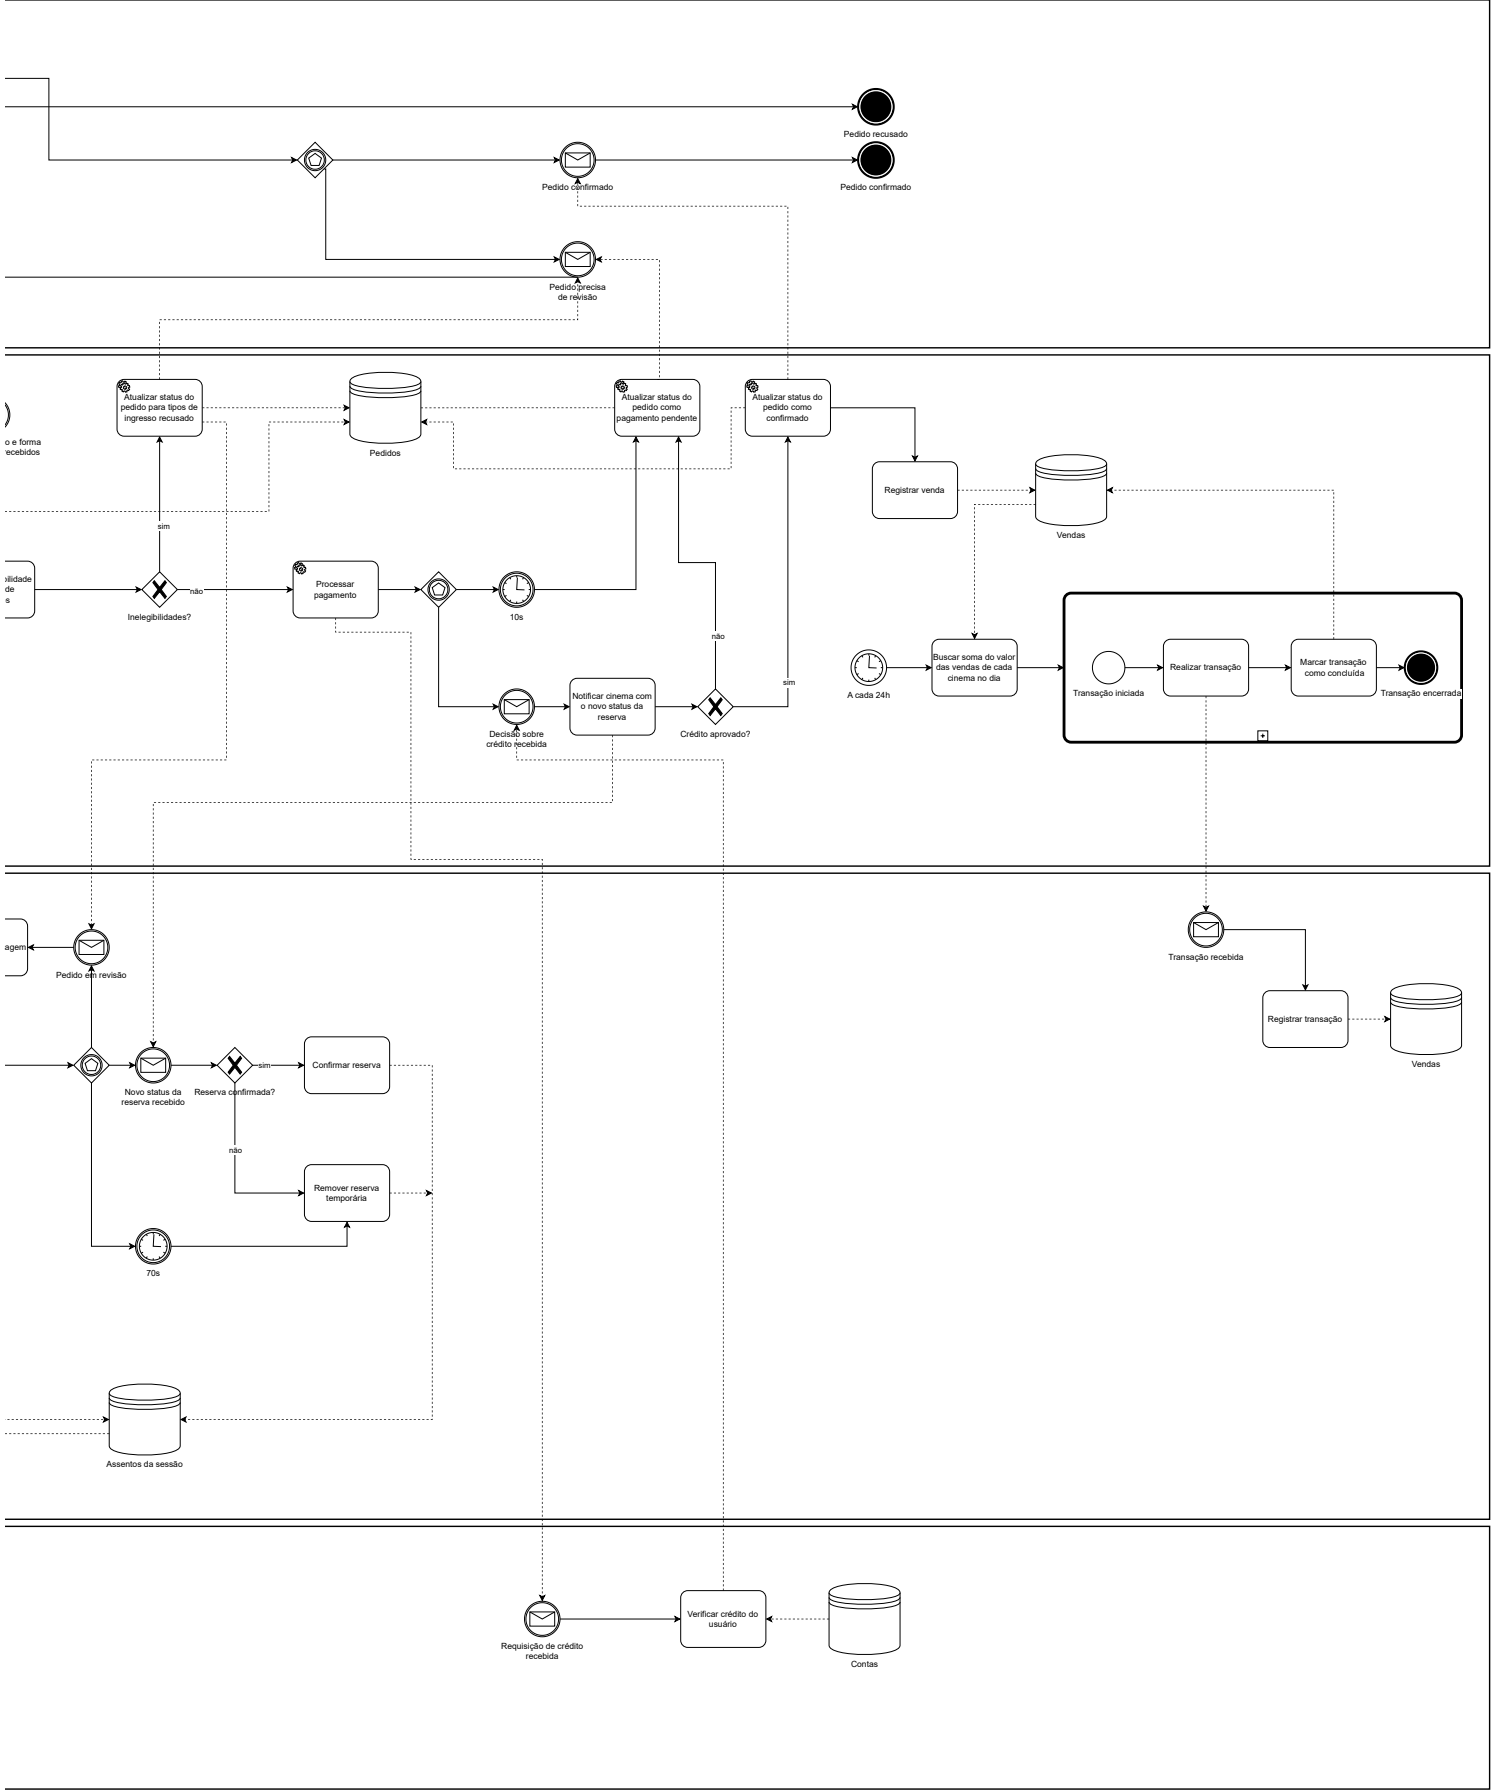 Pedido recusado
Pedido confirmado
Pedido confirmado
Pedido precisa
de revisão
Atualizar status do
pedido para tipos de
ingresso recusado
Pedidos
Atualizar status do
pedido como
pagamento pendente
Atualizar status do
pedido como
confirmado
o e forma
recebidos
Registrar venda
Vendas
sim
bilidade
de
s
Inelegibilidades?
não
Processar
pagamento
10s
não
sim
A cada 24h
Buscar soma do valor
das vendas de cada
cinema no dia
Transação iniciada
Realizar transação
Marcar transação
como concluída
Transação encerrada
Decisão sobre
crédito recebida
Notificar cinema com
o novo status da
reserva
Crédito aprovado?
agem
Pedido em revisão
Transação recebida
Registrar transação
Vendas
Novo status da
reserva recebido
Reserva confirmada?
sim
Confirmar reserva
não
Remover reserva
temporária
70s
Assentos da sessão
Requisição de crédito
recebida
Verificar crédito do
usuário
Contas